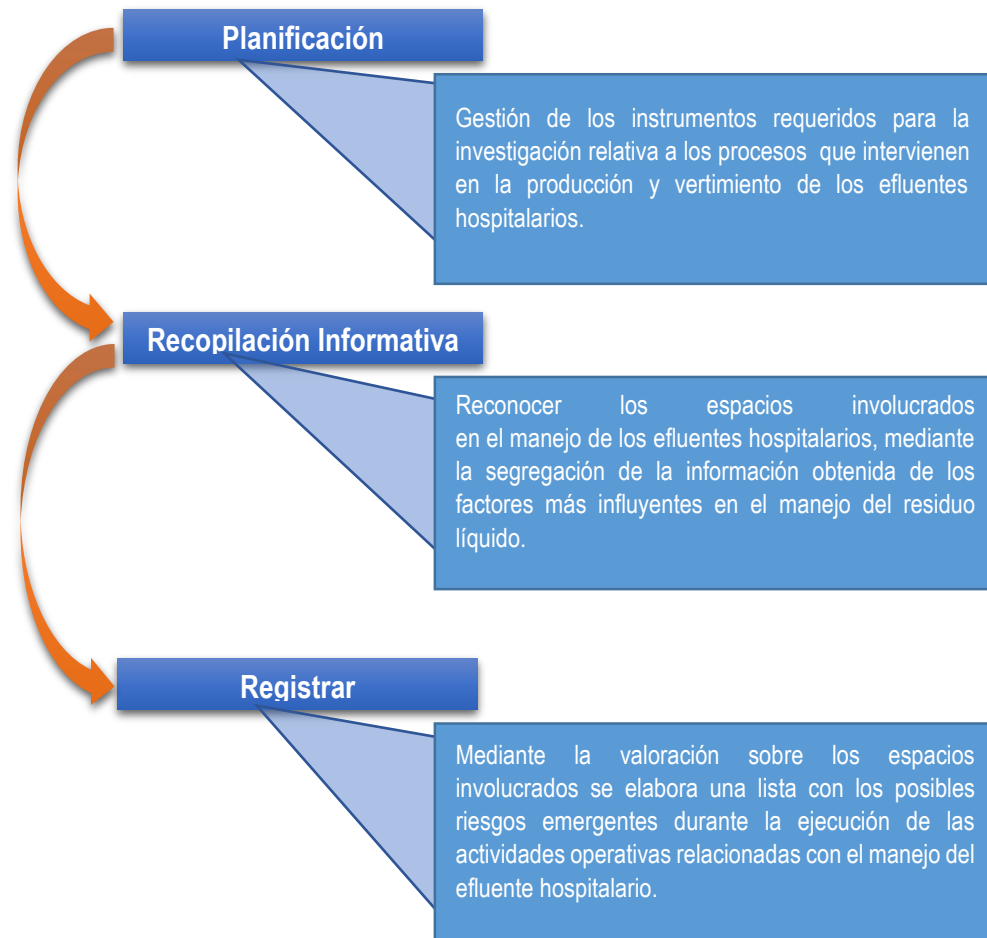 Planificación
Gestión de los instrumentos requeridos para la
investigación relativa a los procesos que intervienen
en la producción y vertimiento de los efluentes
hospitalarios.
Recopilación Informativa
Reconocer los espacios involucrados
en el manejo de los efluentes hospitalarios, mediante
la segregación de la información obtenida de los
factores más influyentes en el manejo del residuo
líquido.
Registrar
Mediante la valoración sobre los espacios
involucrados se elabora una lista con los posibles
riesgos emergentes durante la ejecución de las
actividades operativas relacionadas con el manejo del
efluente hospitalario.